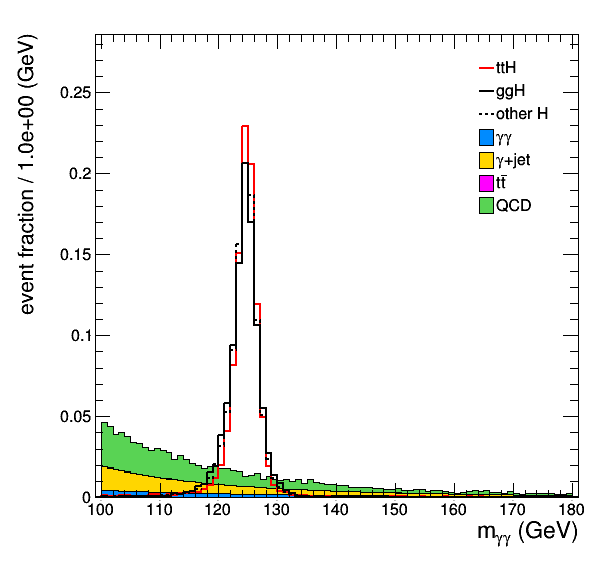 event fraction / 1.0e+00 (GeV)
0.25
0.2
0.15
0.1
0.05
0
ttH
ggH
other H
γγ
γ+jet
tt̄
QCD
100 110 120 130 140 150 160 170 180
m_γγ (GeV)